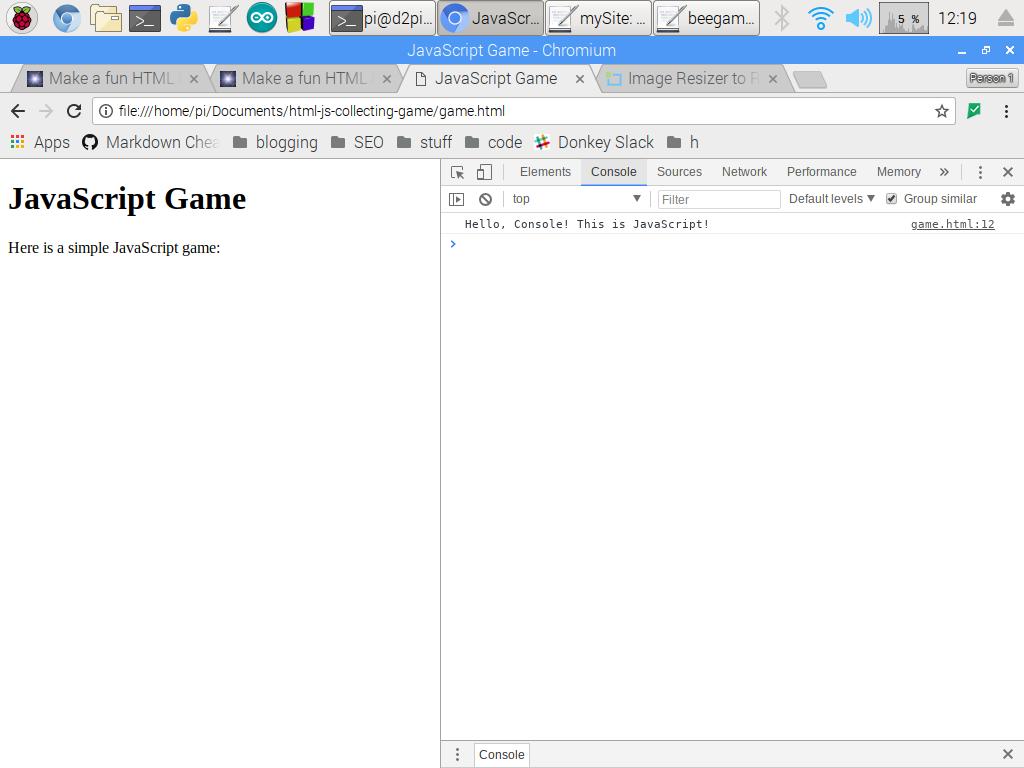 pi@d2pi... JavaScr... mySite: ... beegam... 5 % 12:19
JavaScript Game - Chromium
Make a fun HTML Make a fun HTML JavaScript Game Image Resizer to Person 1
file:///home/pi/Documents/html-js-collecting-game/game.html
Apps Markdown Chea blogging SEO stuff code Donkey Slack h
Elements Console Sources Network Performance Memory »
top Filter Default levels Group similar
JavaScript Game
Here is a simple JavaScript game:
Hello, Console! This is JavaScript! game.html:12
>
Console